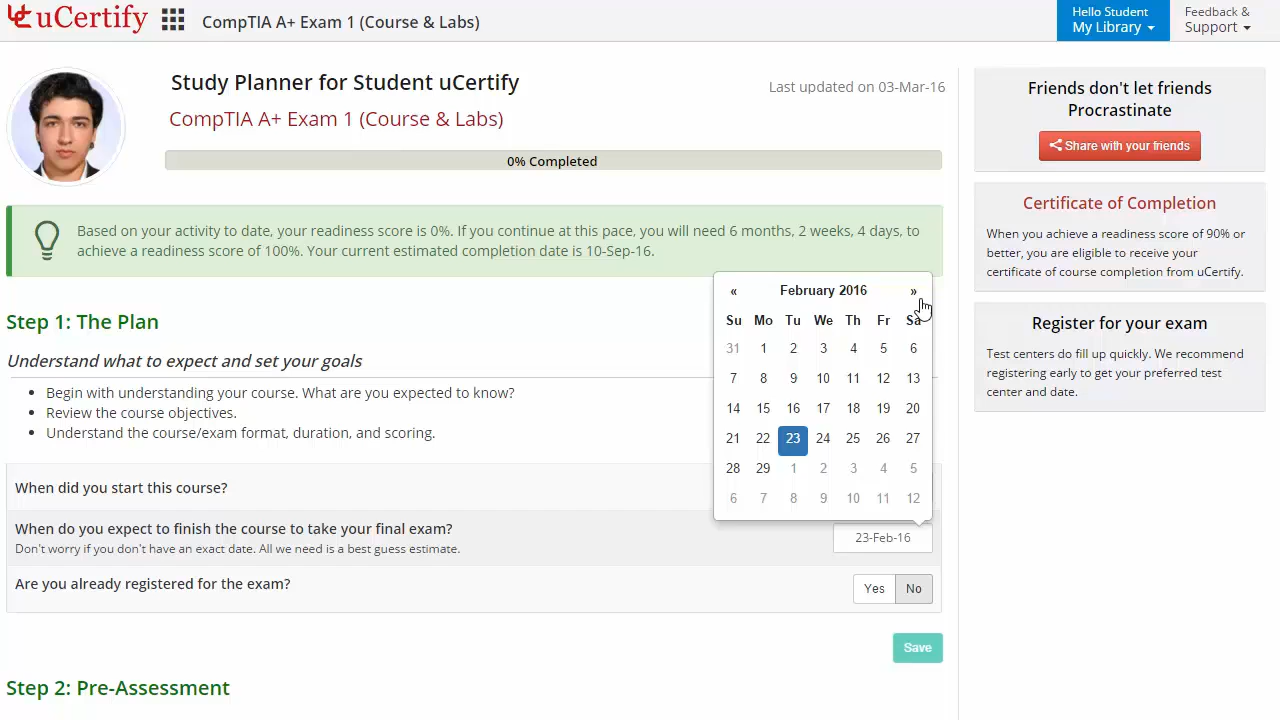 uCertify
CompTIA A+ Exam 1 (Course & Labs)
Hello Student
My Library
Feedback &
Support
Study Planner for Student uCertify
Last updated on 03-Mar-16
CompTIA A+ Exam 1 (Course & Labs)
0% Completed
Based on your activity to date, your readiness score is 0%. If you continue at this pace, you will need 6 months, 2 weeks, 4 days, to
achieve a readiness score of 100%. Your current estimated completion date is 10-Sep-16.
Step 1: The Plan
Understand what to expect and set your goals
• Begin with understanding your course. What are you expected to know?
• Review the course objectives.
• Understand the course/exam format, duration, and scoring.
« February 2016 »
Su Mo Tu We Th Fr Sa
31 1 2 3 4 5 6
7 8 9 10 11 12 13
14 15 16 17 18 19 20
21 22 23 24 25 26 27
28 29 1 2 3 4 5
6 7 8 9 10 11 12
When did you start this course?
When do you expect to finish the course to take your final exam?
Don't worry if you don't have an exact date. All we need is a best guess estimate.
23-Feb-16
Are you already registered for the exam?
Yes No
Save
Step 2: Pre-Assessment
Friends don't let friends
Procrastinate
Share with your friends
Certificate of Completion
When you achieve a readiness score of 90% or
better, you are eligible to receive your
certificate of course completion from uCertify.
Register for your exam
Test centers do fill up quickly. We recommend
registering early to get your preferred test
center and date.